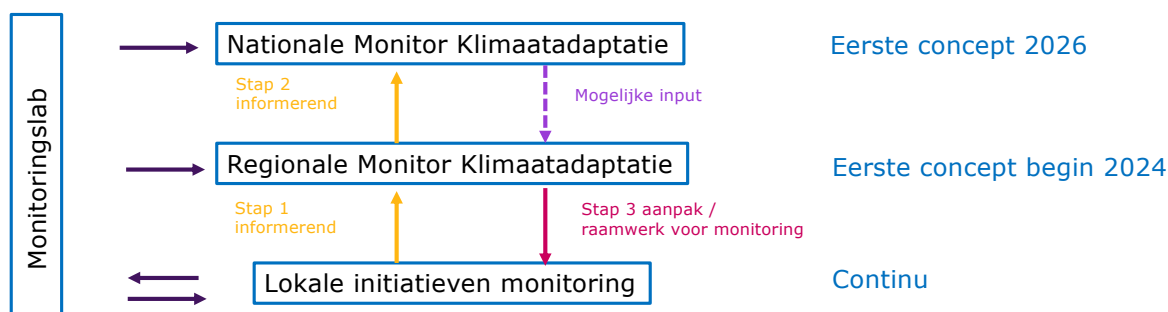 Monitoringslab
Nationale Monitor Klimaatadaptatie
Eerste concept 2026
Stap 2
informerend
Mogelijke input
Regionale Monitor Klimaatadaptatie
Eerste concept begin 2024
Stap 1
informerend
Stap 3 aanpak /
raamwerk voor monitoring
Lokale initiatieven monitoring
Continu